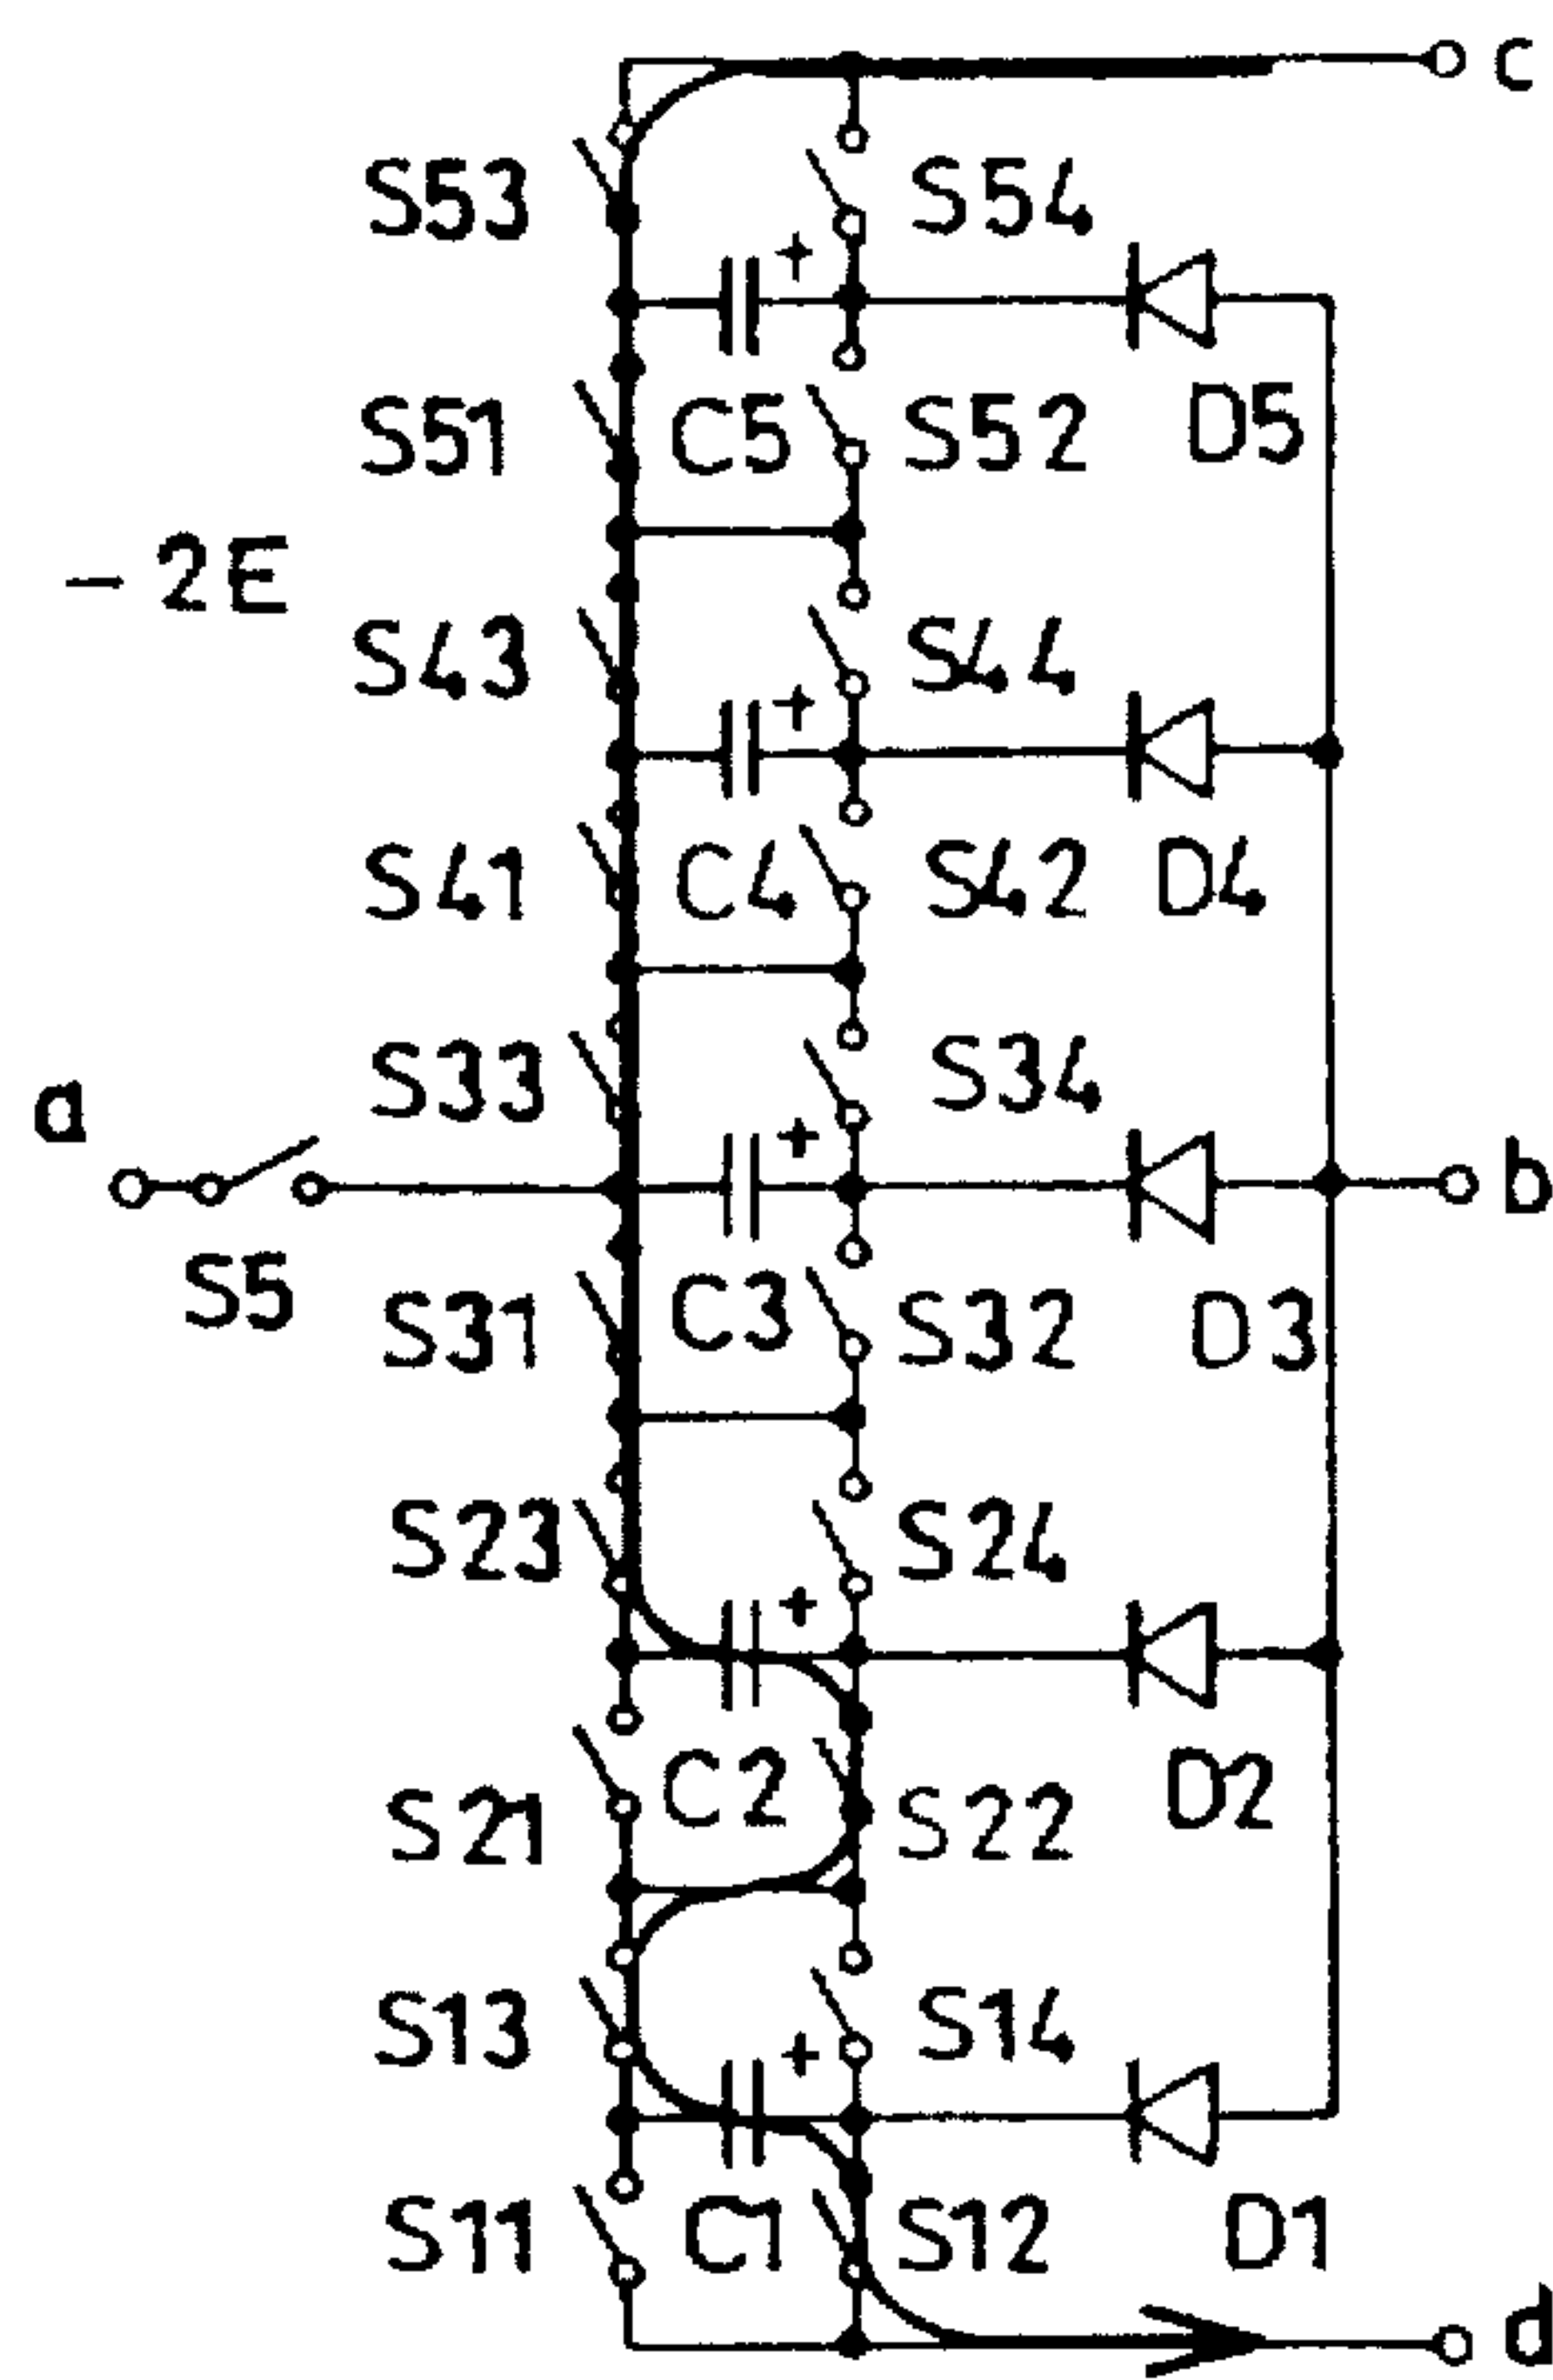 c
S53 S54
+
S51 C5 S52 D5
- 2E
S43 S44
+
S41 C4 S42 D4
S33 S34
a
+
b
S5
S31 C3 S32 D3
S23 S24
+
S21 C2 S22 D2
S13 S14
+
S11 C1 S12 D1
d